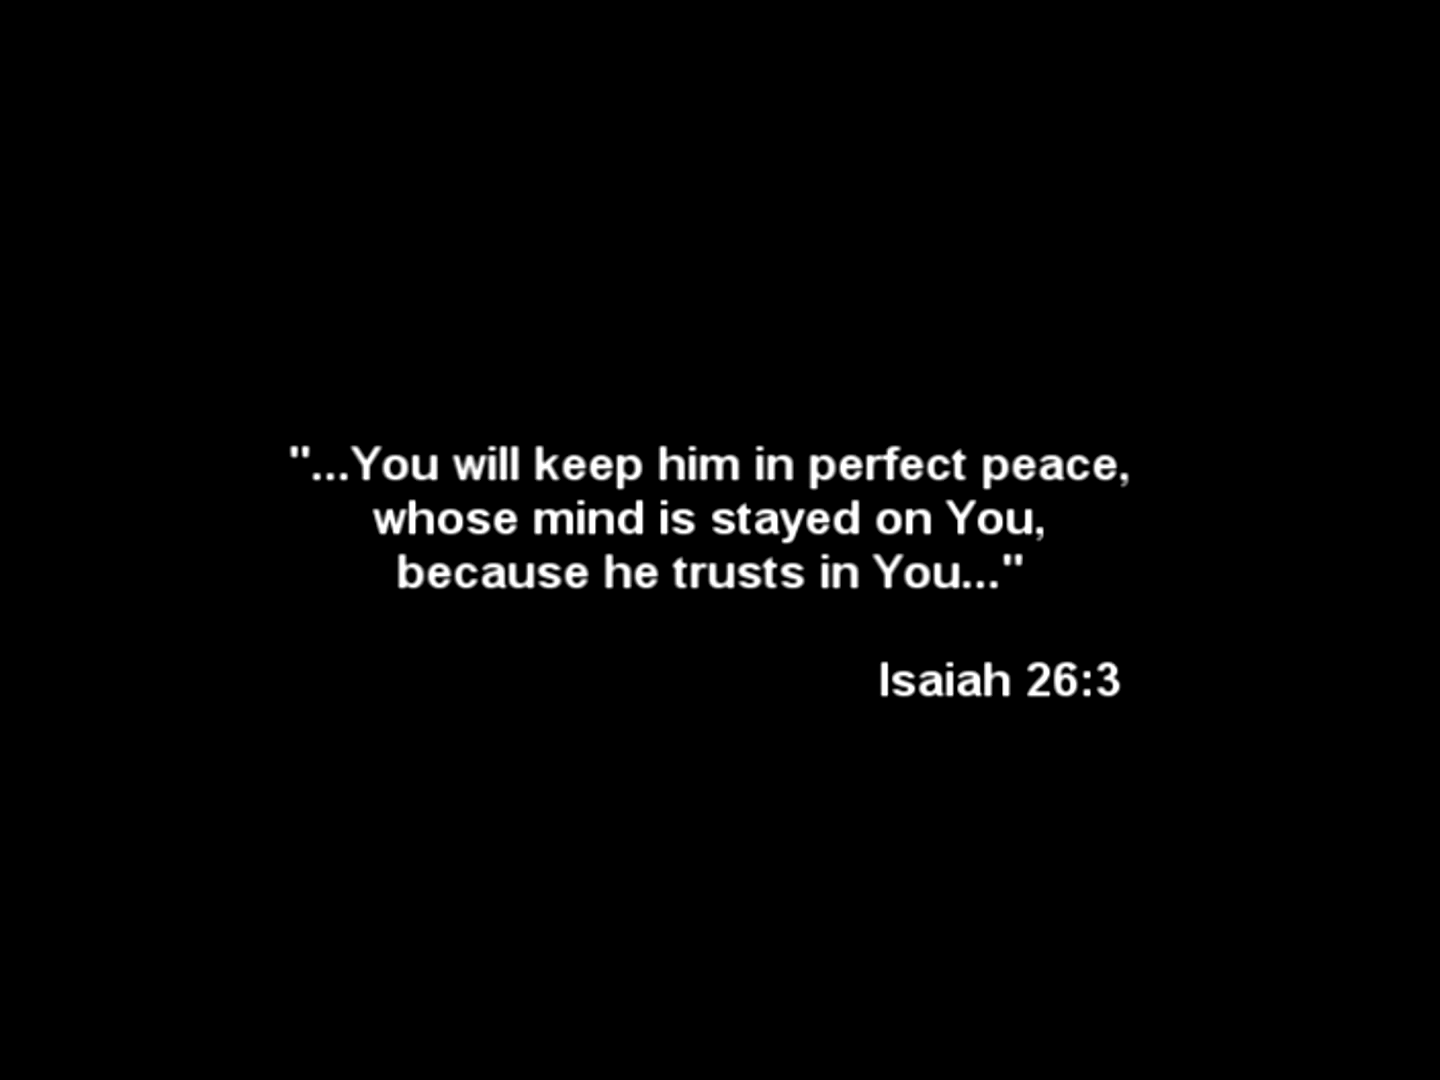 "...You will keep him in perfect peace,
whose mind is stayed on You,
because he trusts in You..."
Isaiah 26:3